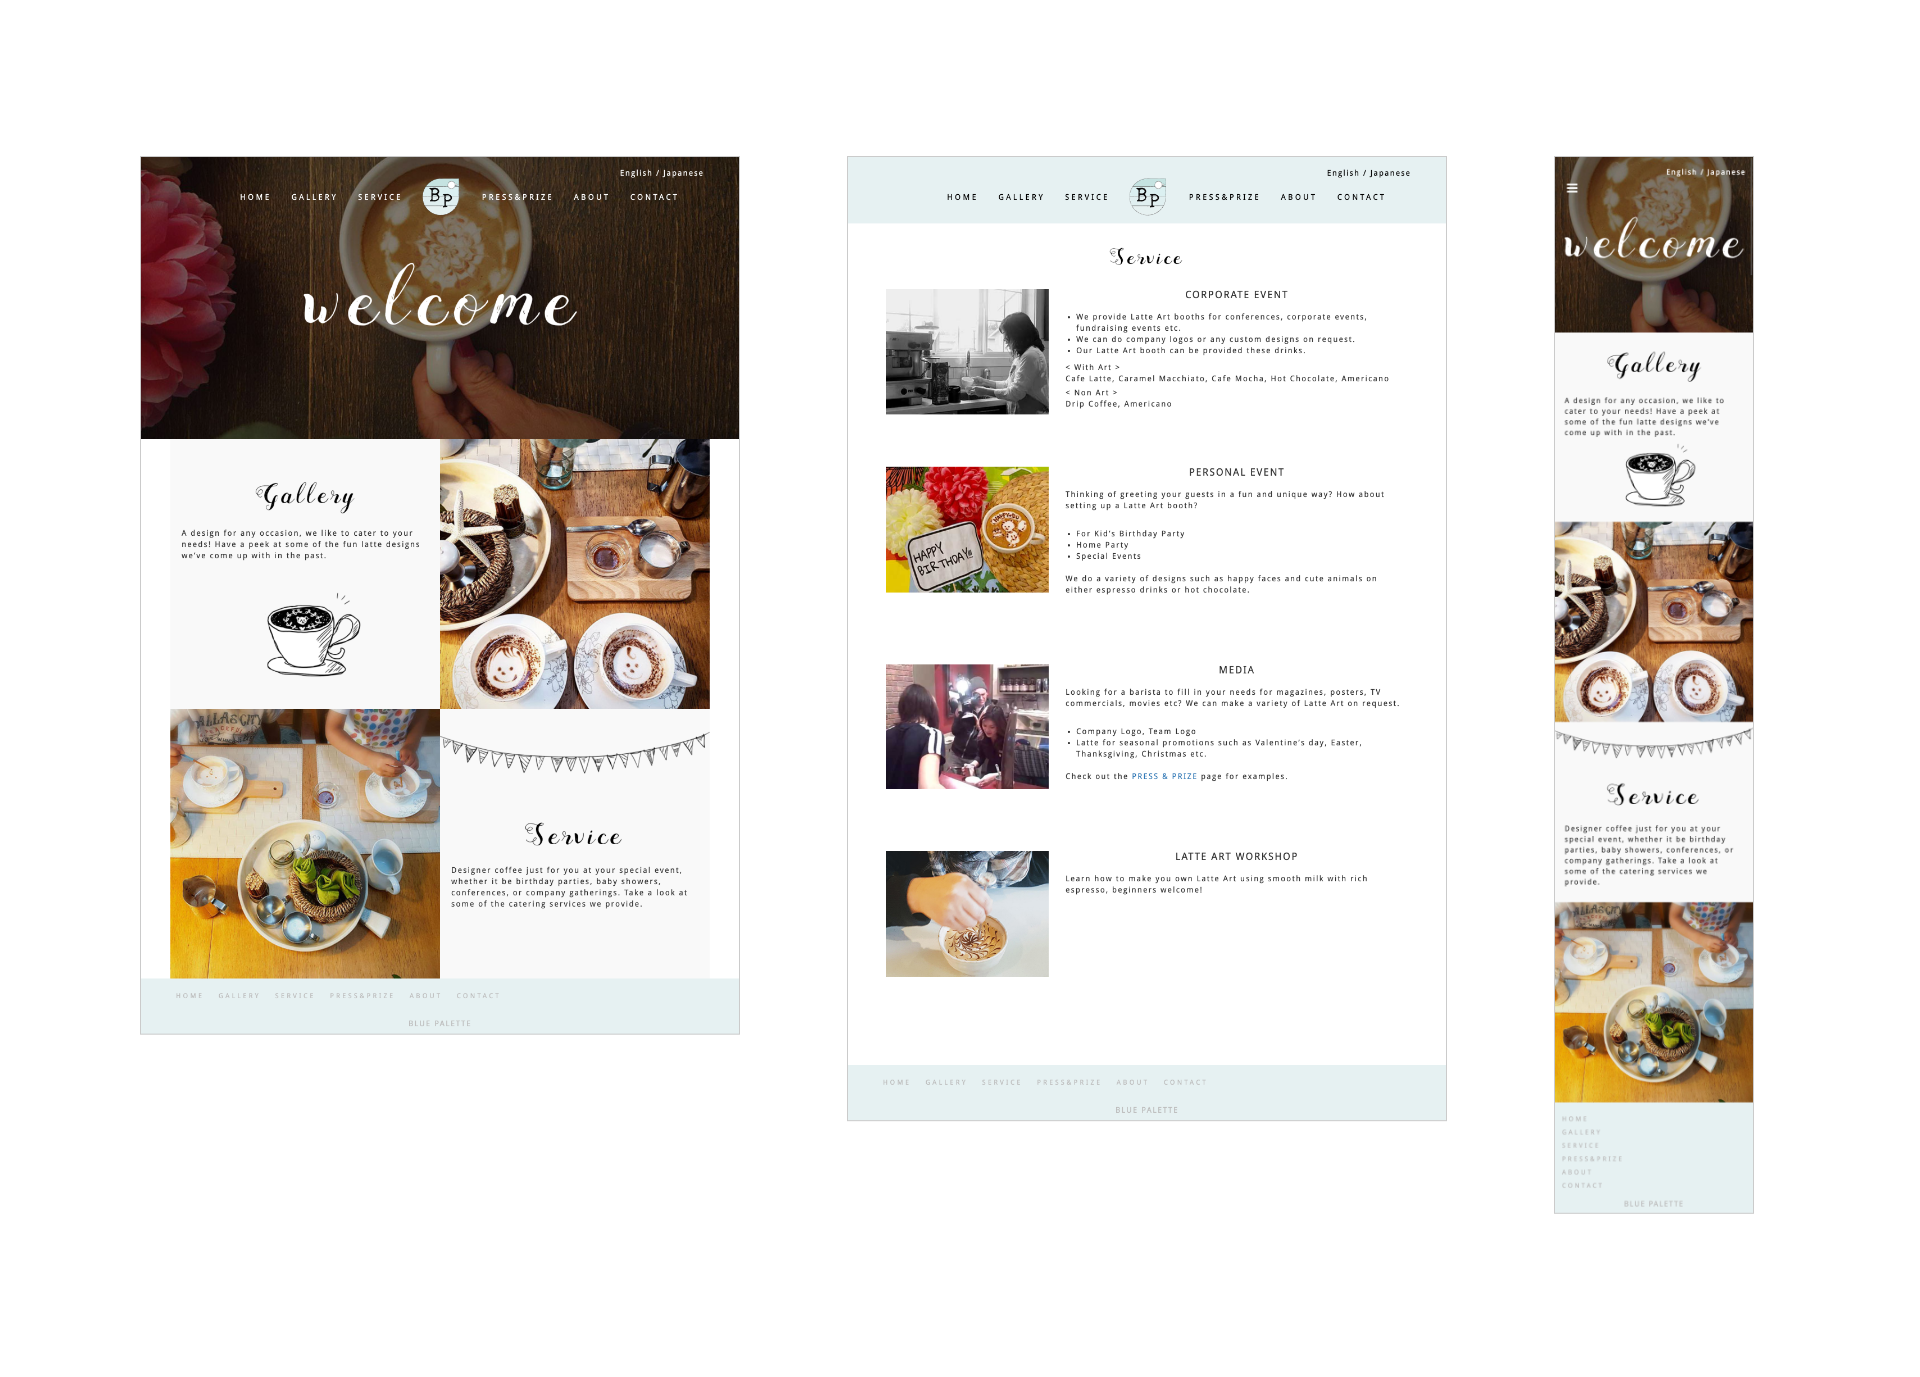 English / Japanese
HOME GALLERY SERVICE BP PRESS&PRIZE ABOUT CONTACT
welcome
Gallery
A design for any occasion, we like to cater to your
needs! Have a peek at some of the fun latte designs
we've come up with in the past.
Service
Designer coffee just for you at your special event,
whether it be birthday parties, baby showers,
conferences, or company gatherings. Take a look at
some of the catering services we provide.
HOME GALLERY SERVICE PRESS&PRIZE ABOUT CONTACT
BLUE PALETTE
English / Japanese
HOME GALLERY SERVICE BP PRESS&PRIZE ABOUT CONTACT
Service
CORPORATE EVENT
• We provide Latte Art booths for conferences, corporate events,
fundraising events etc.
• We can do company logos or any custom designs on request.
• Our Latte Art booth can be provided these drinks.
< With Art >
Cafe Latte, Caramel Macchiato, Cafe Mocha, Hot Chocolate, Americano
< Non Art >
Drip Coffee, Americano
HAPPY
BIRTHDAY!!
PERSONAL EVENT
Thinking of greeting your guests in a fun and unique way? How about
setting up a Latte Art booth?
• For Kid's Birthday Party
• Home Party
• Special Events
We do a variety of designs such as happy faces and cute animals on
either espresso drinks or hot chocolate.
MEDIA
Looking for a barista to fill in your needs for magazines, posters, TV
commercials, movies etc? We can make a variety of Latte Art on request.
• Company Logo, Team Logo
• Latte for seasonal promotions such as Valentine's day, Easter,
Thanksgiving, Christmas etc.
Check out the PRESS & PRIZE page for examples.
LATTE ART WORKSHOP
Learn how to make you own Latte Art using smooth milk with rich
espresso, beginners welcome!
HOME GALLERY SERVICE PRESS&PRIZE ABOUT CONTACT
BLUE PALETTE
English / Japanese
welcome
Gallery
A design for any occasion, we like to
cater to your needs! Have a peek at
some of the fun latte designs we've
come up with in the past.
Service
Designer coffee just for you at your
special event, whether it be birthday
parties, baby showers, conferences, or
company gatherings. Take a look at
some of the catering services we
provide.
HOME
GALLERY
SERVICE
PRESS&PRIZE
ABOUT
CONTACT
BLUE PALETTE